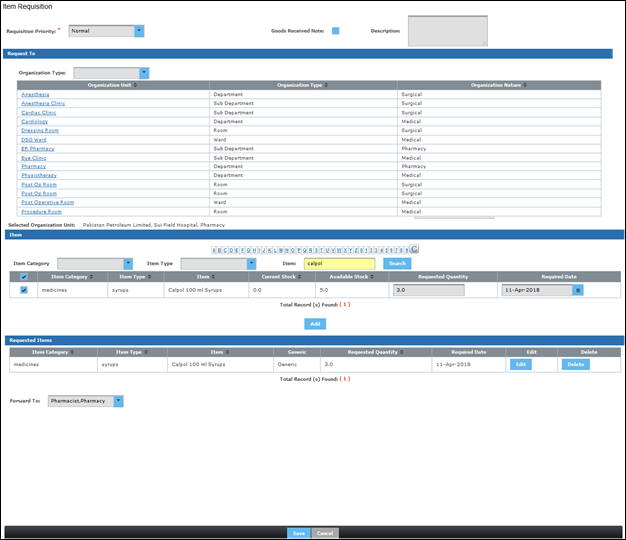 Item Requisition
Requisition Priority: * Normal Goods Received Note: Description:
Request To
Organization Type:
Organization Unit Organization Type Organization Nature
Anesthesia Department Surgical
Anesthesia Clinic Sub Department Surgical
Cardiac Clinic Sub Department Surgical
Cardiology Department Medical
Dressing Room Room Surgical
DSG Ward Ward Medical
ER Pharmacy Sub Department Pharmacy
Eye Clinic Sub Department Medical
Pharmacy Department Pharmacy
Physiotherapy Department Medical
Post Op Room Room Surgical
Post Op Room Room Surgical
Post Operative Room Ward Medical
Procedure Room Room Surgical
Selected Organization Unit: Pakistan Petroleum Limited, Sui Field Hospital, Pharmacy
Item
A B C D E F G H I J K L M N O P Q R S T U V W X Y Z 0 1 2 3 4 5 6 7 8 9
Item Category Item Type Item: calpol Search
Item Category Item Type Item Current Stock Available Stock Requested Quantity Required Date
medicines syrups Calpol 100 ml Syrups 0.0 5.0 3.0 11-Apr-2018
Total Record (s) Found: ( 1 )
Add
Requested Items
Item Category Item Type Item Generic Requested Quantity Required Date Edit Delete
medicines syrups Calpol 100 ml Syrups Generic 3.0 11-Apr-2018 Edit Delete
Total Record (s) Found: ( 1 )
Forward To: Pharmacist,Pharmacy
Save Cancel